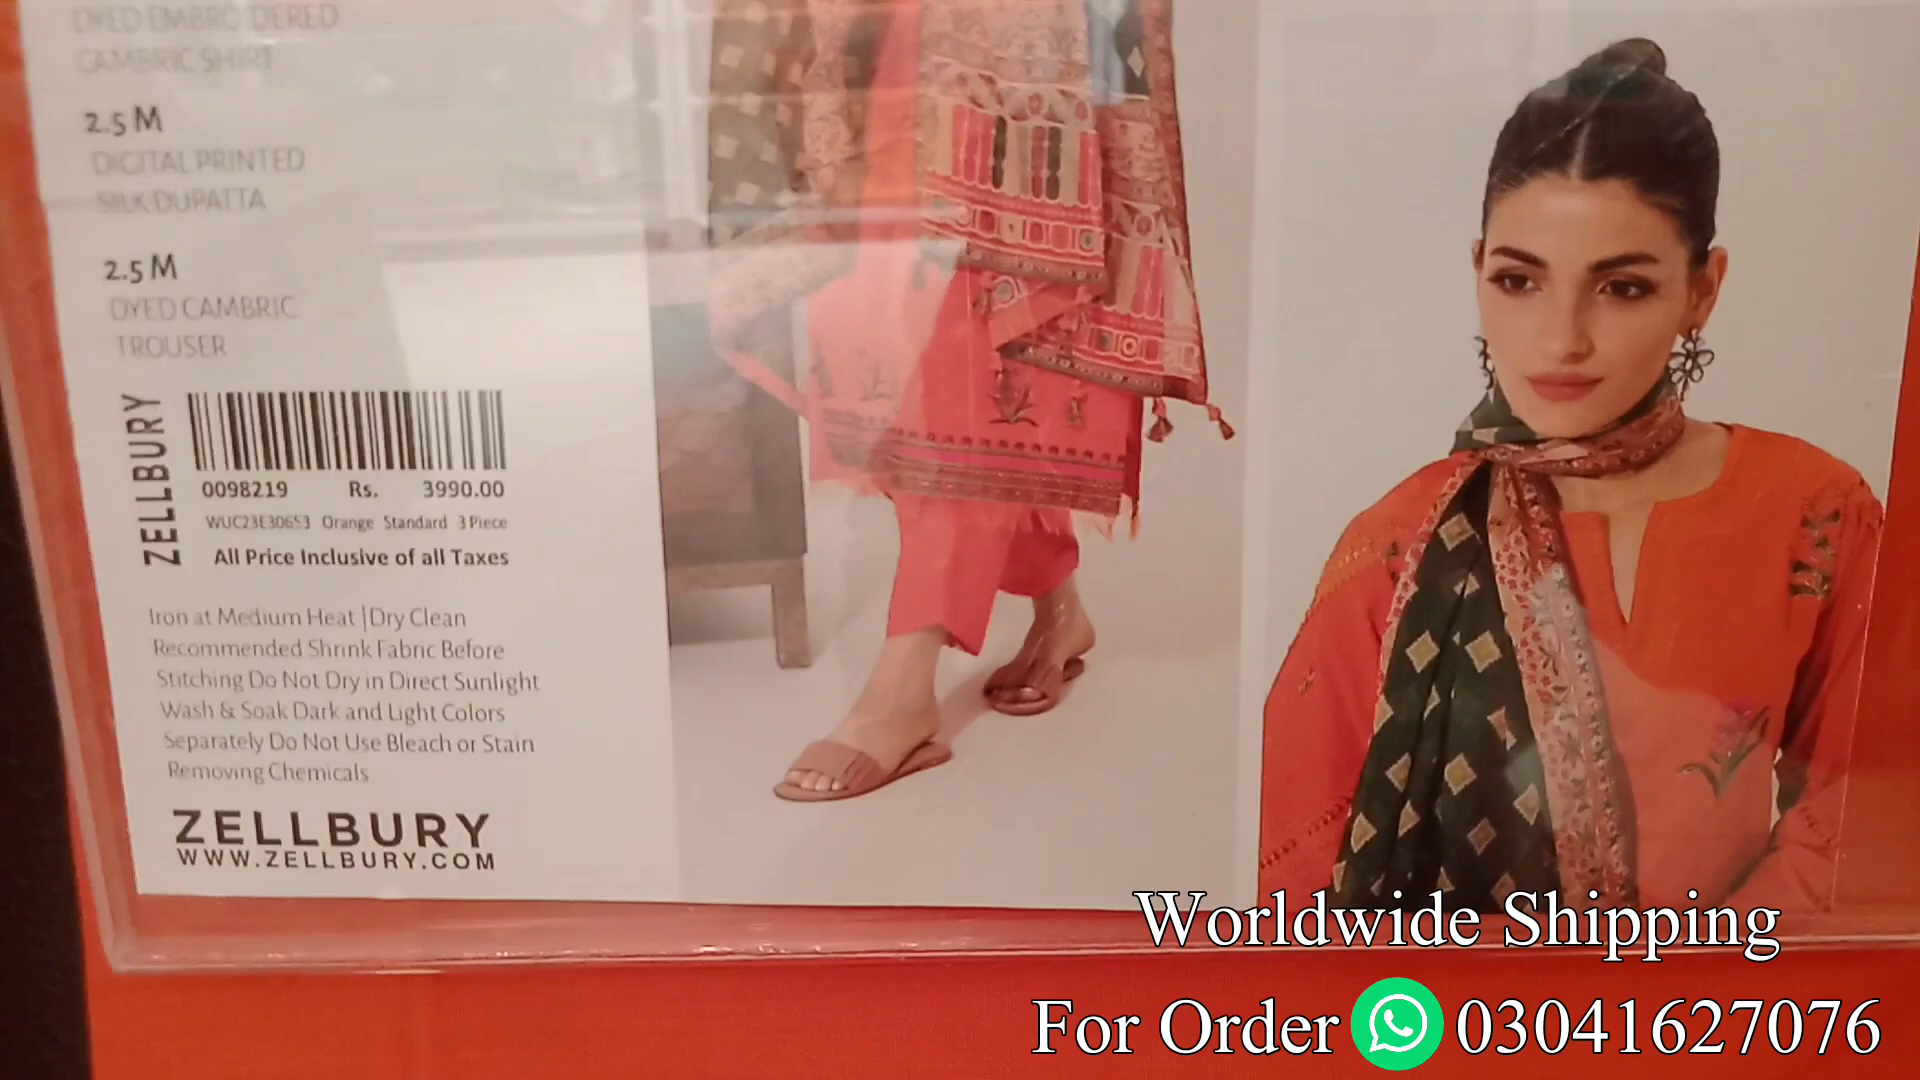 DYED EMBROIDERED
CAMBRIC SHIRT
2.5 M
DIGITAL PRINTED
SILK DUPATTA
2.5 M
DYED CAMBRIC
TROUSER
ZELLBURY
0098219 Rs. 3990.00
WUC23E30653 Orange Standard 3 Piece
All Price Inclusive of all Taxes
Iron at Medium Heat | Dry Clean
Recommended Shrink Fabric Before
Stitching Do Not Dry in Direct Sunlight
Wash & Soak Dark and Light Colors
Separately Do Not Use Bleach or Stain
Removing Chemicals
ZELLBURY
WWW.ZELLBURY.COM
Worldwide Shipping
For Order 03041627076